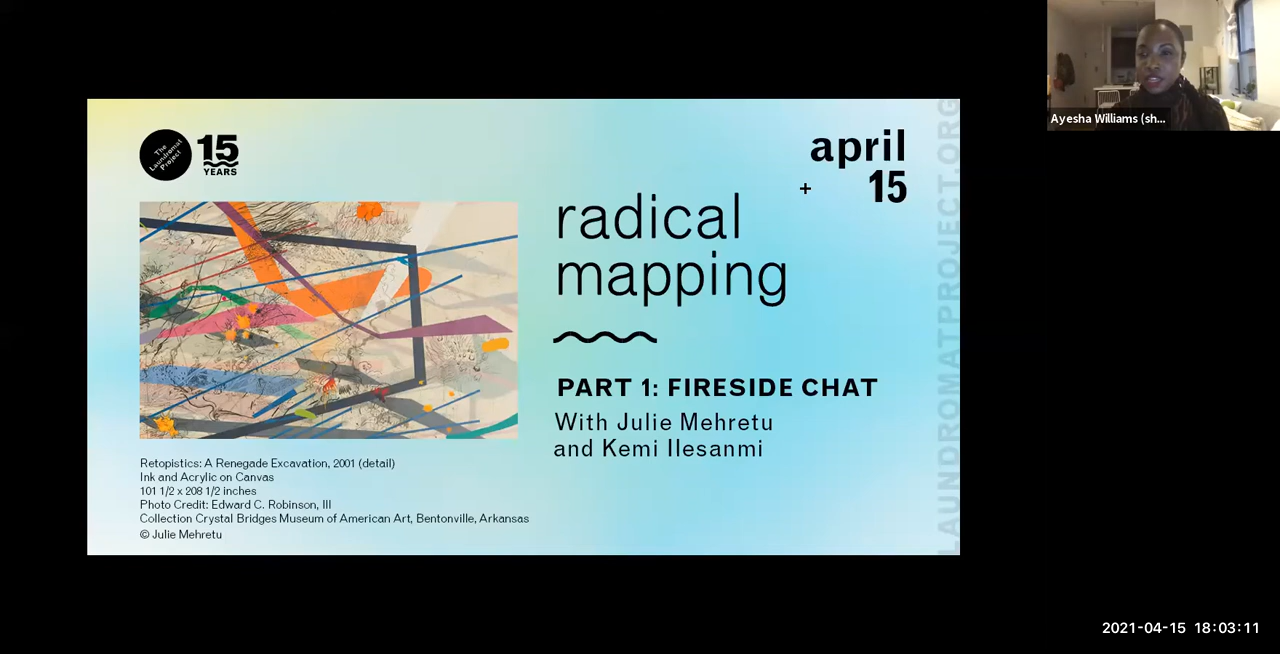 The
Laundromat
Project
15
YEARS
april
+ 15
radical
mapping
PART 1: FIRESIDE CHAT
With Julie Mehretu
and Kemi Ilesanmi
Retopistics: A Renegade Excavation, 2001 (detail)
Ink and Acrylic on Canvas
101 1/2 x 208 1/2 inches
Photo Credit: Edward C. Robinson, III
Collection Crystal Bridges Museum of American Art, Bentonville, Arkansas
© Julie Mehretu
LAUNDROMATPROJECT.ORG
Ayesha Williams (sh...
2021-04-15 18:03:11